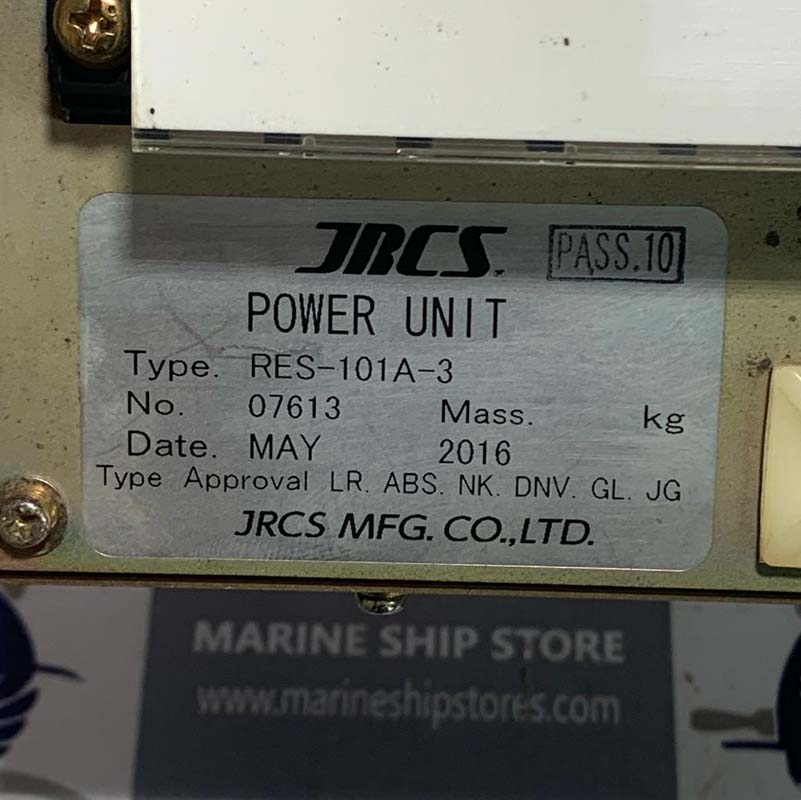 JRCS PASS.10
POWER UNIT
Type. RES-101A-3
No. 07613 Mass. kg
Date. MAY 2016
Type Approval LR. ABS. NK. DNV. GL. JG
JRCS MFG. CO.,LTD.
MARINE SHIP STORE
www.marineshipstores.com